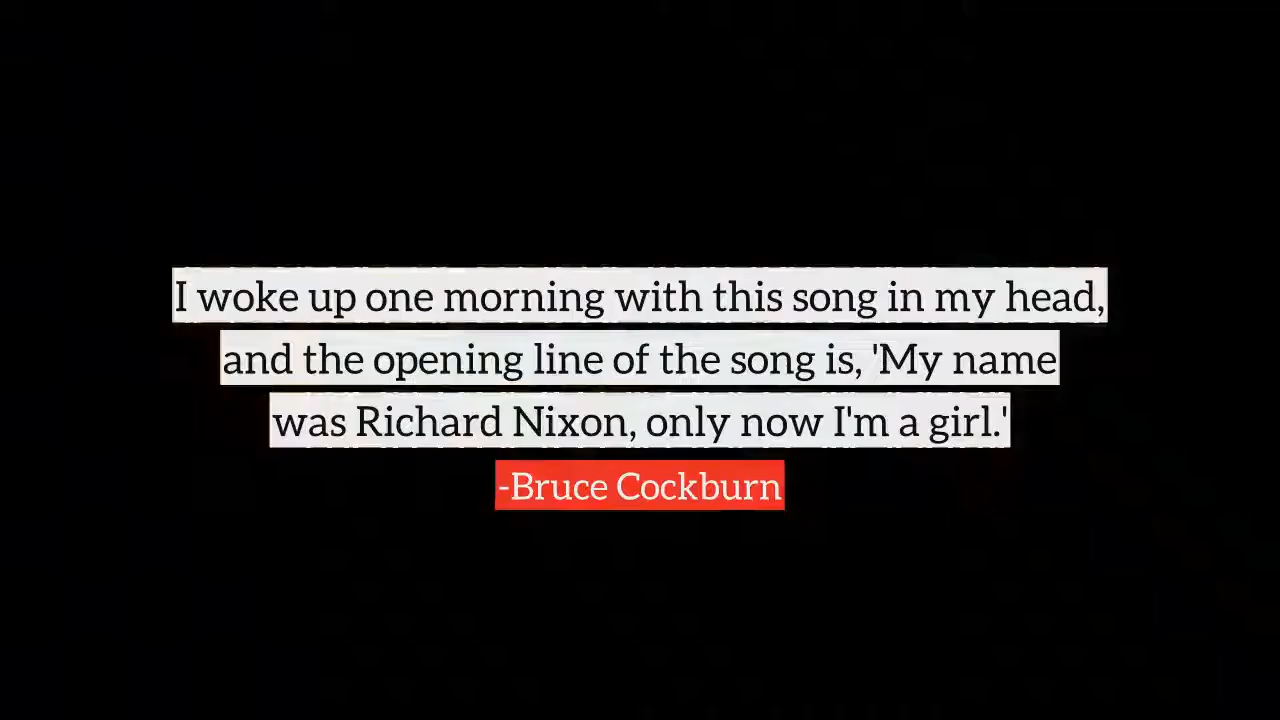 I woke up one morning with this song in my head,
and the opening line of the song is, 'My name
was Richard Nixon, only now I'm a girl.'
-Bruce Cockburn